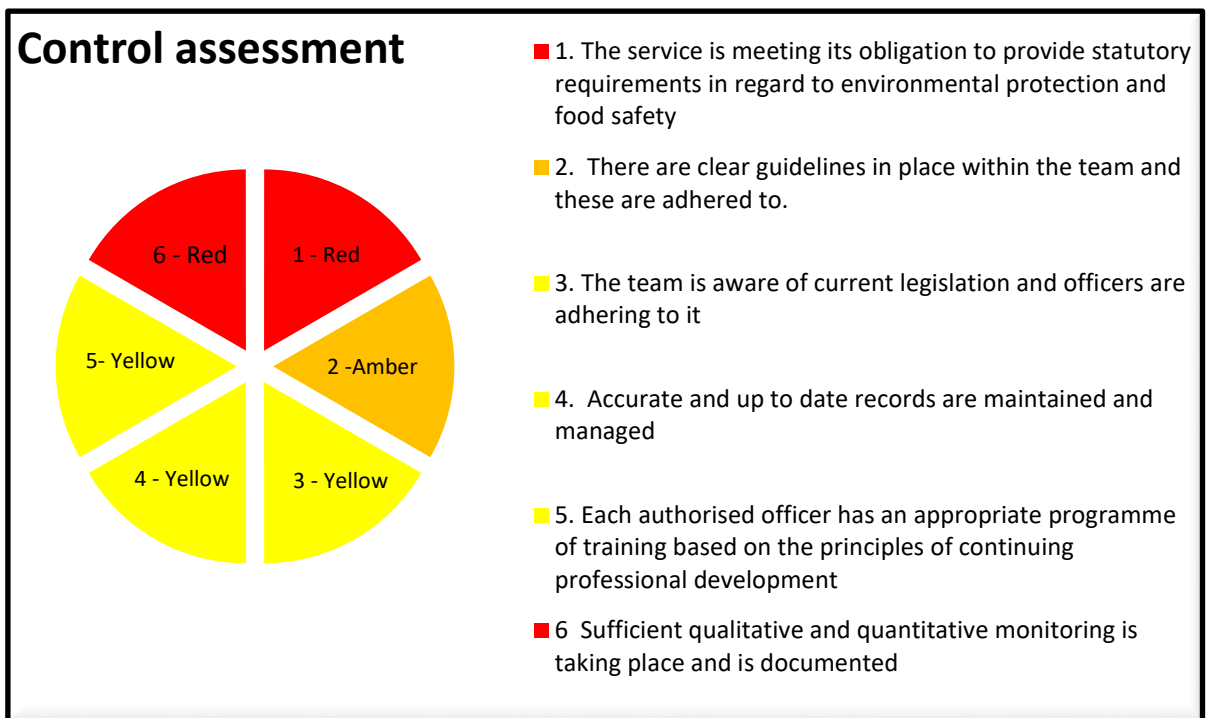 Control assessment
6 - Red
1 - Red
5- Yellow
2 -Amber
4 - Yellow
3 - Yellow
1. The service is meeting its obligation to provide statutory
requirements in regard to environmental protection and
food safety
2.  There are clear guidelines in place within the team and
these are adhered to.
3. The team is aware of current legislation and officers are
adhering to it
4.  Accurate and up to date records are maintained and
managed
5. Each authorised officer has an appropriate programme
of training based on the principles of continuing
professional development
6  Sufficient qualitative and quantitative monitoring is
taking place and is documented